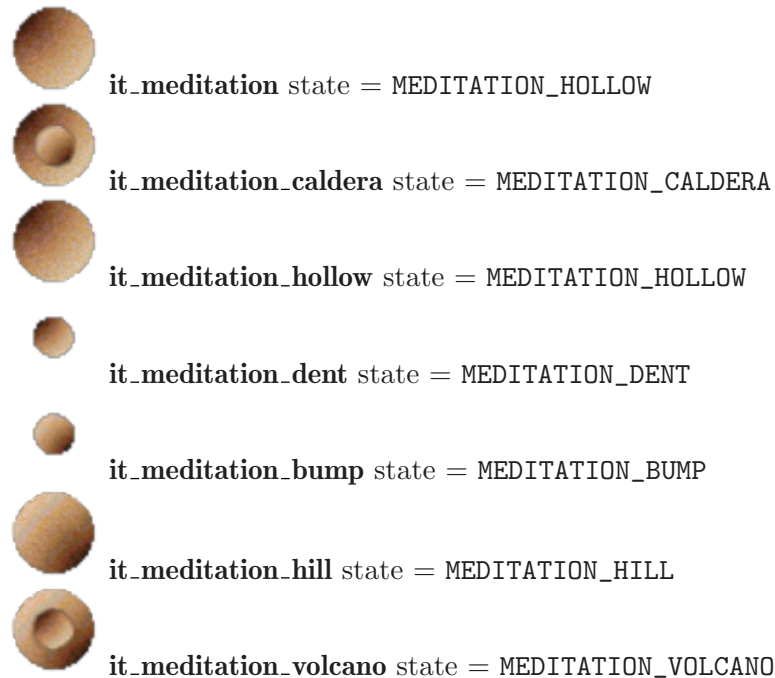 it_meditation state = MEDITATION_HOLLOW
it_meditation_caldera state = MEDITATION_CALDERA
it_meditation_hollow state = MEDITATION_HOLLOW
it_meditation_dent state = MEDITATION_DENT
it_meditation_bump state = MEDITATION_BUMP
it_meditation_hill state = MEDITATION_HILL
it_meditation_volcano state = MEDITATION_VOLCANO